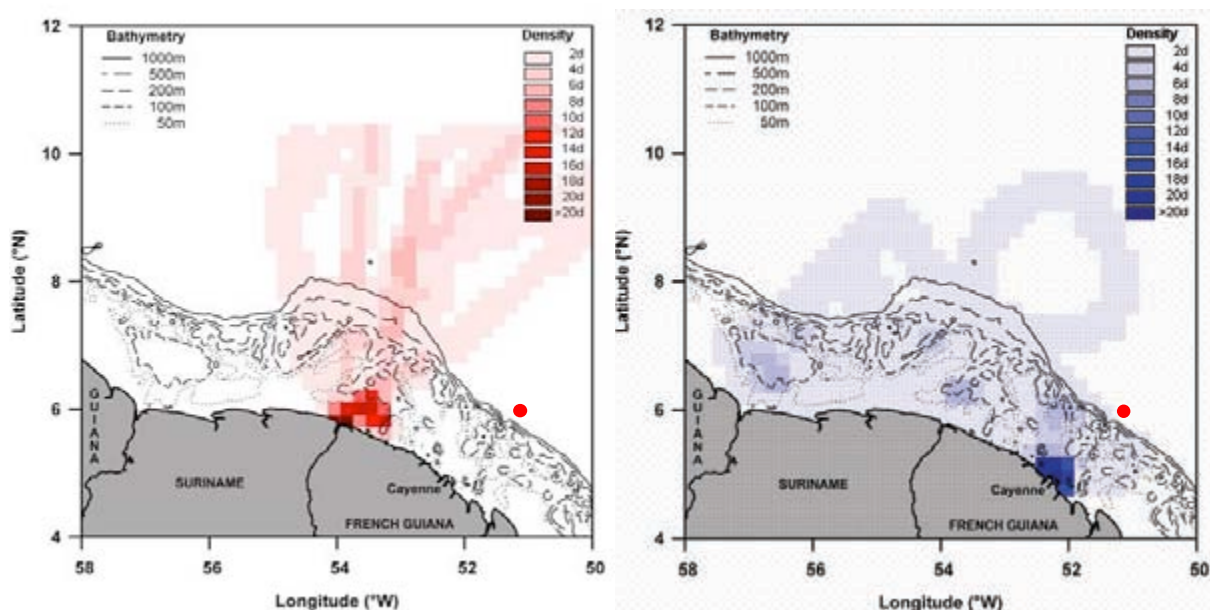 12
10
8
6
4
Latitude (°N)
Bathymetry
1000m
500m
200m
100m
50m
Density
2d
4d
6d
8d
10d
12d
14d
16d
18d
20d
>20d
GUIANA
SURINAME
Cayenne
FRENCH GUIANA
58
56
54
52
50
Longitude (°W)
12
10
8
6
4
Latitude (°N)
Bathymetry
1000m
500m
200m
100m
50m
Density
2d
4d
6d
8d
10d
12d
14d
16d
18d
20d
>20d
GUIANA
SURINAME
Cayenne
FRENCH GUIANA
58
56
54
52
50
Longitude (°W)